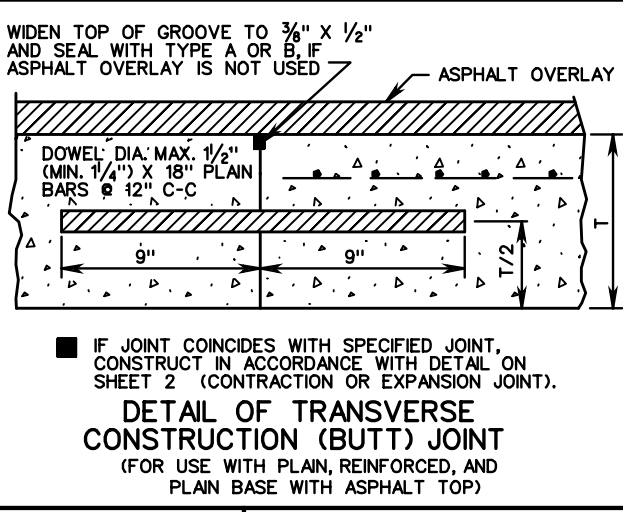 WIDEN TOP OF GROOVE TO 3/8" X 1/2"
AND SEAL WITH TYPE A OR B, IF
ASPHALT OVERLAY IS NOT USED
ASPHALT OVERLAY
DOWEL DIA. MAX. 1 1/2"
(MIN. 1 1/4") X 18" PLAIN
BARS @ 12" C-C
9"
9"
T/2
T
IF JOINT COINCIDES WITH SPECIFIED JOINT,
CONSTRUCT IN ACCORDANCE WITH DETAIL ON
SHEET 2 (CONTRACTION OR EXPANSION JOINT).
DETAIL OF TRANSVERSE
CONSTRUCTION (BUTT) JOINT
(FOR USE WITH PLAIN, REINFORCED, AND
PLAIN BASE WITH ASPHALT TOP)